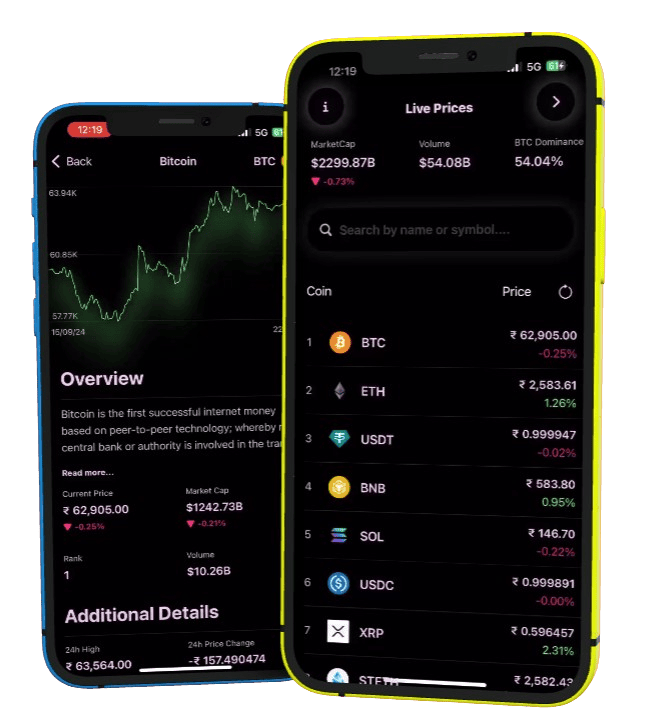 12:19
5G 61
Back
Bitcoin
BTC
63.94K
60.85K
57.77K
15/09/24
22
Overview
Bitcoin is the first successful internet money
based on peer-to-peer technology; whereby
central bank or authority is involved in the
Read more...
Current Price
Market Cap
₹ 62,905.00
$1242.73B
▼ -0.25%
▼ -0.21%
Rank
Volume
1
$10.26B
Additional Details
24h High
24h Price Change
₹ 63,564.00
-₹ 157.490474
12:19
5G 61
i
Live Prices
MarketCap
Volume
BTC Dominance
$2299.87B
$54.08B
54.04%
▼ -0.73%
Search by name or symbol....
Coin
Price
1 BTC ₹ 62,905.00
-0.25%
2 ETH ₹ 2,583.61
1.26%
3 USDT ₹ 0.999947
-0.02%
4 BNB ₹ 583.80
0.95%
5 SOL ₹ 146.70
-0.22%
6 USDC ₹ 0.999891
-0.00%
7 XRP ₹ 0.596457
2.31%
STETH ₹ 2,582.43